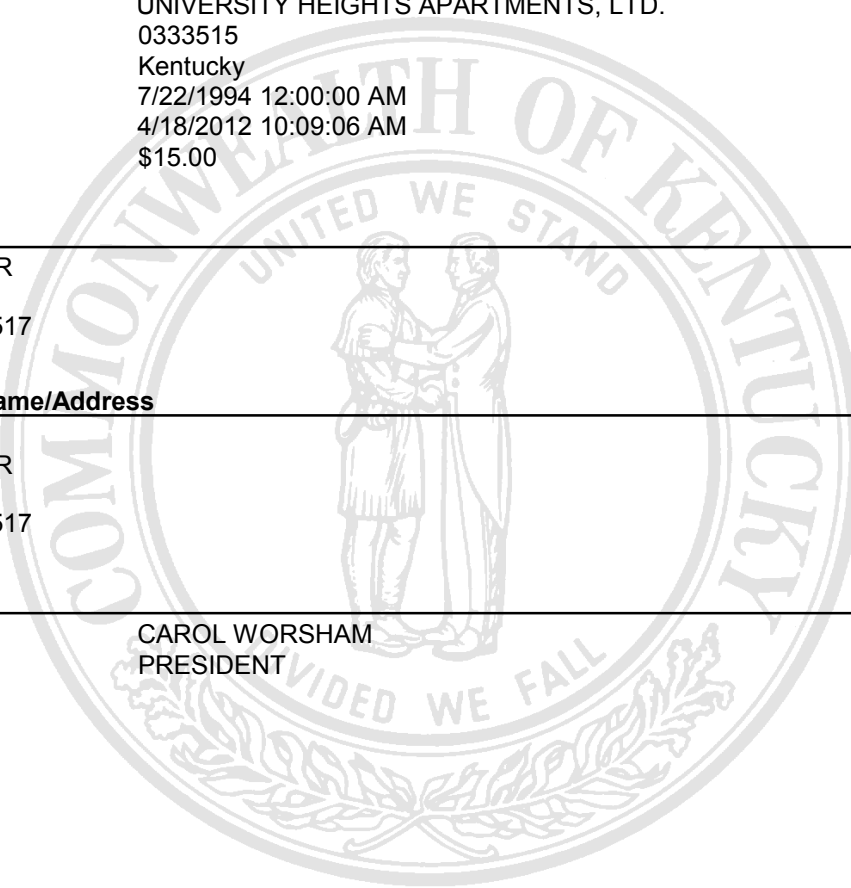 UNIVERSITY HEIGHTS APARTMENTS, LTD.
0333515
Kentucky
7/22/1994 12:00:00 AM
4/18/2012 10:09:06 AM
$15.00
COMMONWEALTH OF KENTUCKY
UNITED WE STAND
R
517
ame/Address
R
517
CAROL WORSHAM
PRESIDENT
DIVIDED WE FALL